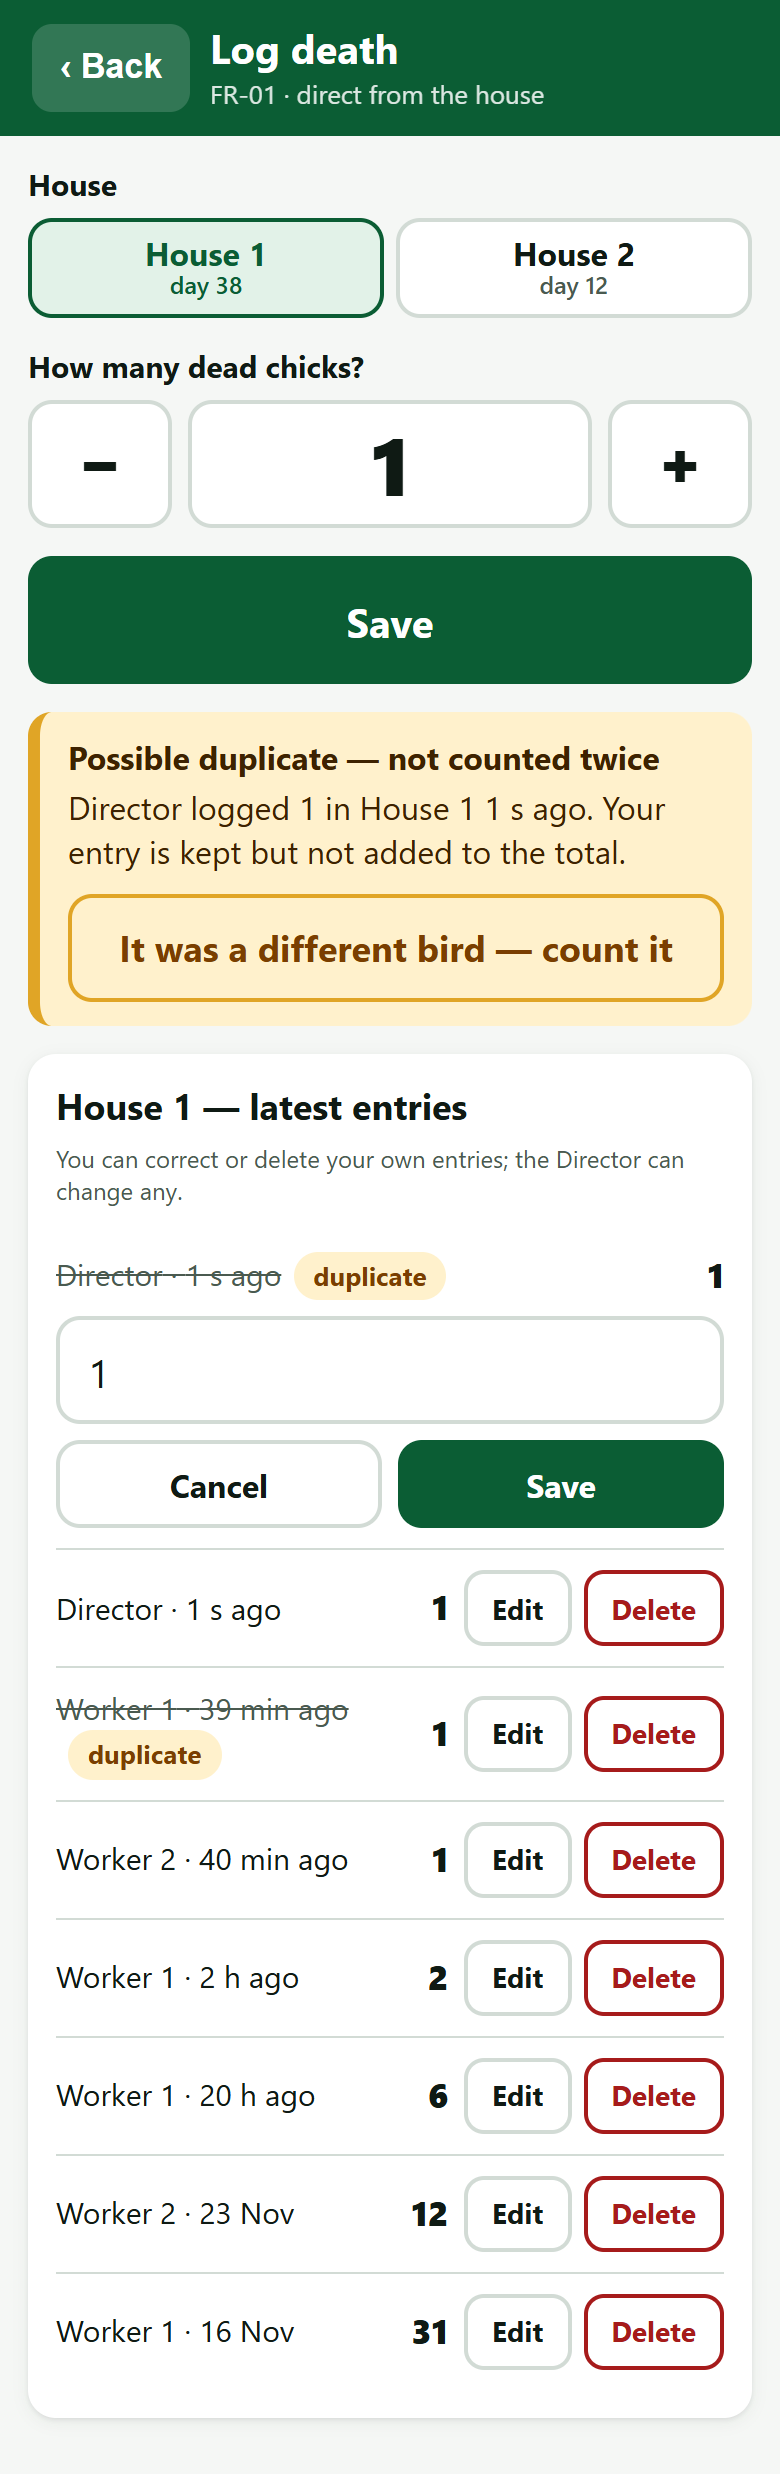 ‹ Back
Log death
FR-01 · direct from the house
House
House 1
day 38
House 2
day 12
How many dead chicks?
−
1
+
Save
Possible duplicate — not counted twice
Director logged 1 in House 1 1 s ago. Your
entry is kept but not added to the total.
It was a different bird — count it
House 1 — latest entries
You can correct or delete your own entries; the Director can
change any.
Director · 1 s ago duplicate 1
1
Cancel Save
Director · 1 s ago 1 Edit Delete
Worker 1 · 39 min ago
duplicate
1 Edit Delete
Worker 2 · 40 min ago 1 Edit Delete
Worker 1 · 2 h ago 2 Edit Delete
Worker 1 · 20 h ago 6 Edit Delete
Worker 2 · 23 Nov 12 Edit Delete
Worker 1 · 16 Nov 31 Edit Delete